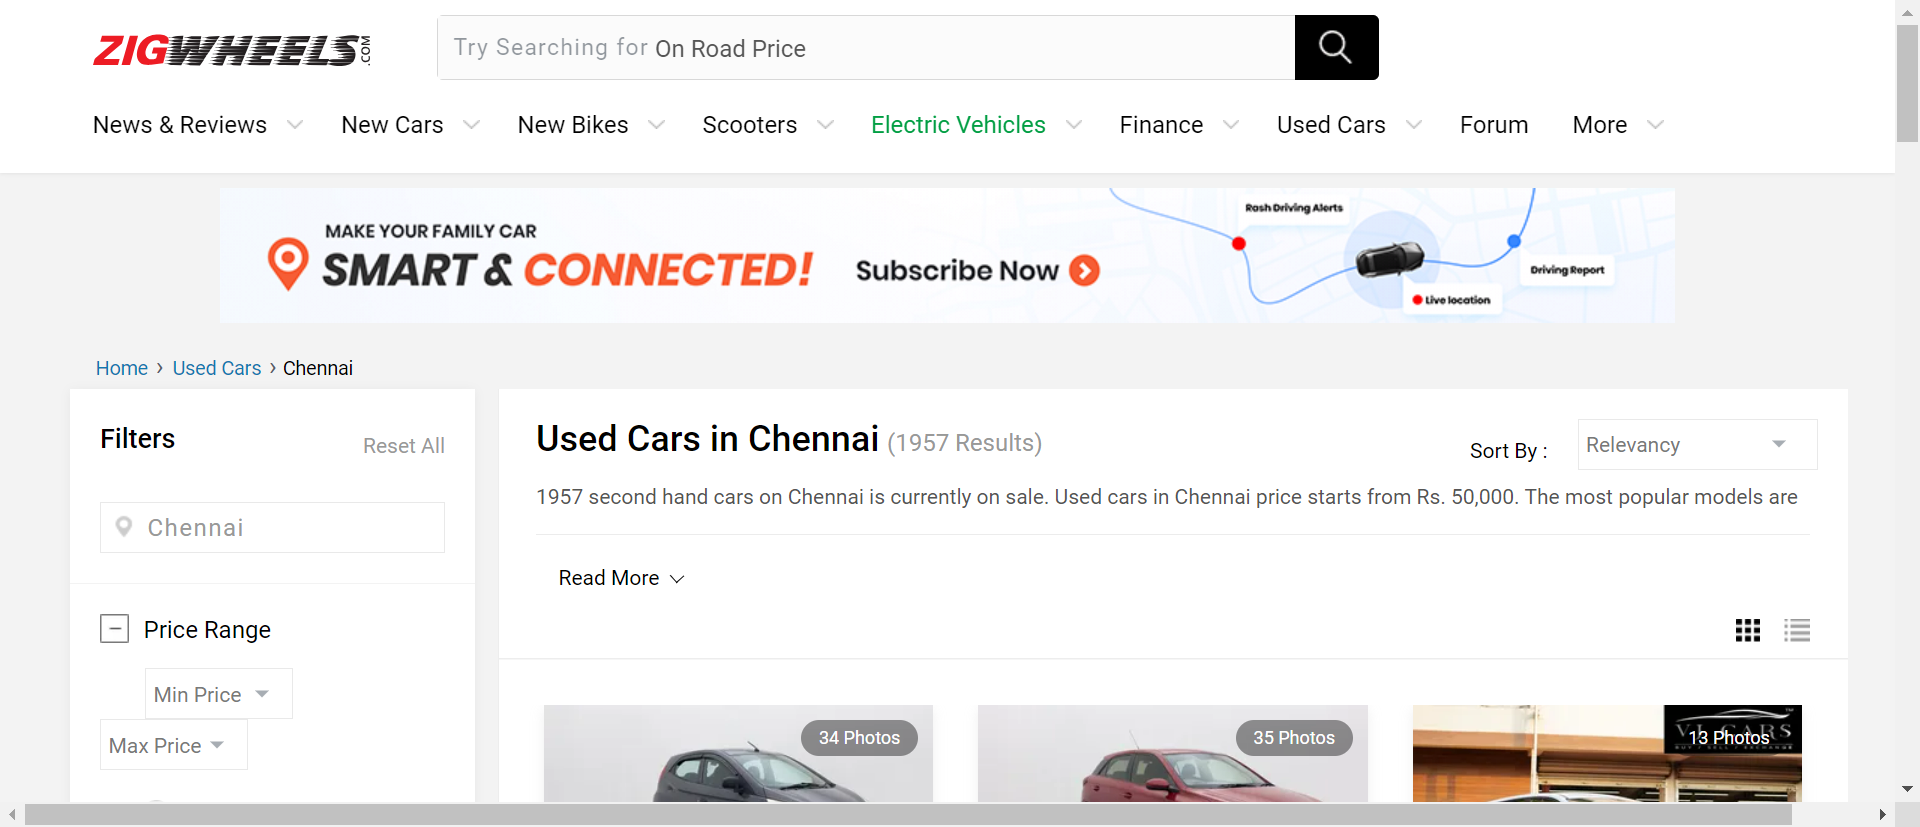 ZIGWHEELS.COM
Try Searching for On Road Price
News & Reviews New Cars New Bikes Scooters Electric Vehicles Finance Used Cars Forum More
MAKE YOUR FAMILY CAR
SMART & CONNECTED!
Subscribe Now
Rash Driving Alerts
Driving Report
Live location
Home › Used Cars › Chennai
Filters
Reset All
Chennai
Price Range
Min Price
Max Price
Used Cars in Chennai (1957 Results)
Sort By :
Relevancy
1957 second hand cars on Chennai is currently on sale. Used cars in Chennai price starts from Rs. 50,000. The most popular models are
Read More
34 Photos
35 Photos
13 Photos